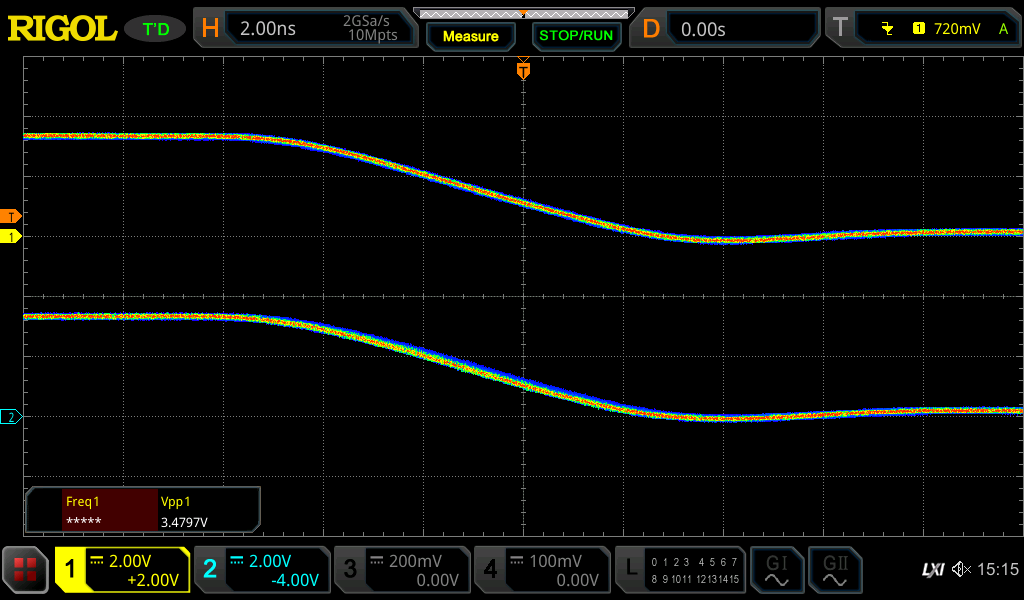 RIGOL T'D H 2.00ns 2GSa/s 10Mpts Measure STOP/RUN D 0.00s T 1 720mV A
T
T
1
2
Freq1 Vpp1
***** 3.4797V
1 2.00V +2.00V 2 2.00V -4.00V 3 200mV 0.00V 4 100mV 0.00V L 0 1 2 3 4 5 6 7 8 9 10 11 12 13 14 15 GI GII LXI 15:15